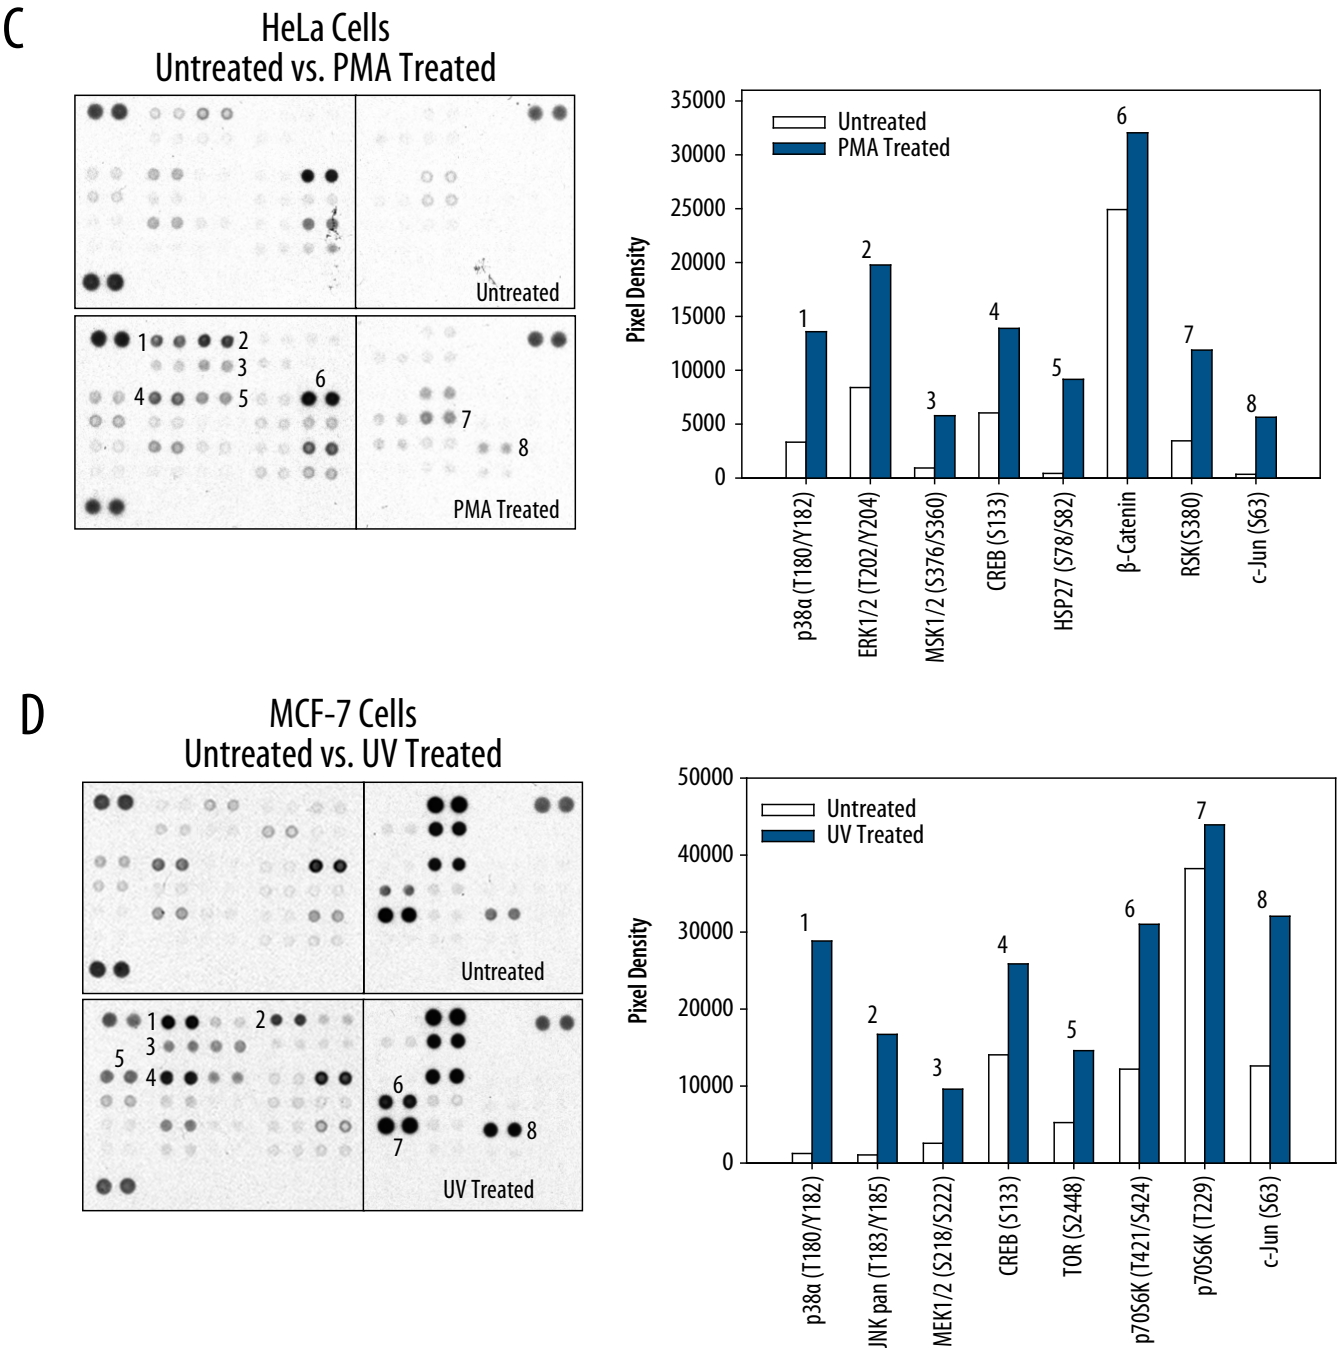 C
HeLa Cells
Untreated vs. PMA Treated
Untreated
1
2
3
4
5
6
7
8
PMA Treated
35000
30000
25000
20000
15000
10000
5000
0
Pixel Density
Untreated
PMA Treated
1
2
3
4
5
6
7
8
p38α (T180/Y182)
ERK1/2 (T202/Y204)
MSK1/2 (S376/S360)
CREB (S133)
HSP27 (S78/S82)
β-Catenin
RSK(S380)
c-Jun (S63)
D
MCF-7 Cells
Untreated vs. UV Treated
Untreated
1
2
3
5
4
6
7
8
UV Treated
50000
40000
30000
20000
10000
0
Pixel Density
Untreated
UV Treated
1
2
3
4
5
6
7
8
p38α (T180/Y182)
JNK pan (T183/Y185)
MEK1/2 (S218/S222)
CREB (S133)
TOR (S2448)
p70S6K (T421/S424)
p70S6K (T229)
c-Jun (S63)